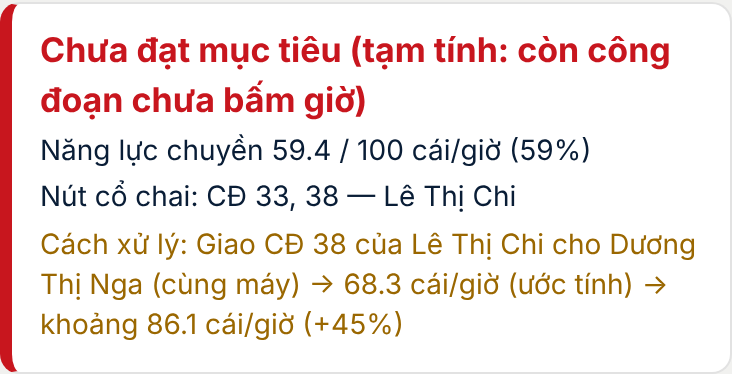 Chưa đạt mục tiêu (tạm tính: còn công
đoạn chưa bấm giờ)
Năng lực chuyền 59.4 / 100 cái/giờ (59%)
Nút cổ chai: CĐ 33, 38 — Lê Thị Chi
Cách xử lý: Giao CĐ 38 của Lê Thị Chi cho Dương
Thị Nga (cùng máy) → 68.3 cái/giờ (ước tính) →
khoảng 86.1 cái/giờ (+45%)